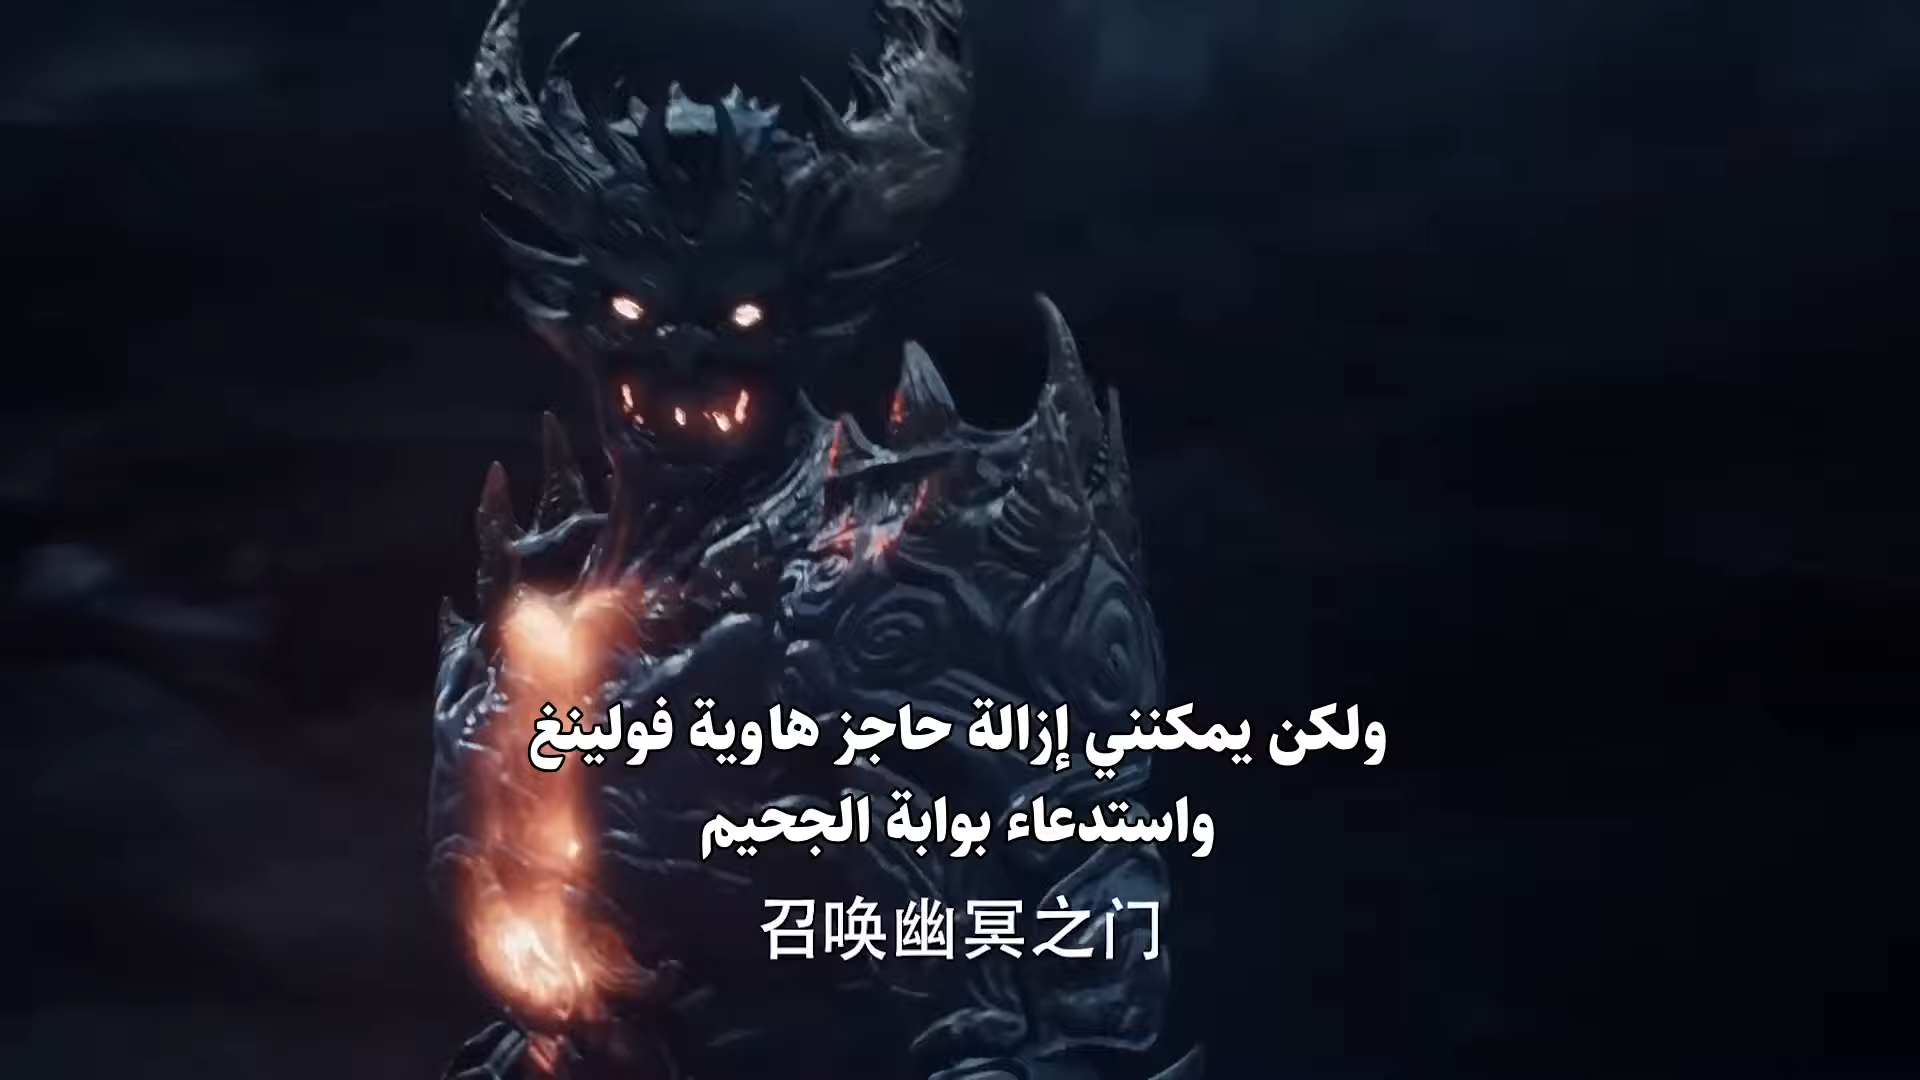 ولكن يمكنني إزالة حاجز هاوية فولينغ
واستدعاء بوابة الجحيم
召唤幽冥之门